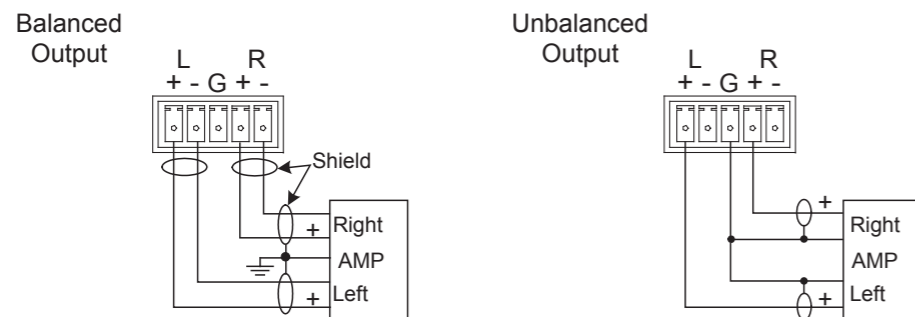 Balanced
Output
L R
+ - G + -
Shield
+ Right
AMP
+ Left
Unbalanced
Output
L R
+ - G + -
+
Right
AMP
+ Left